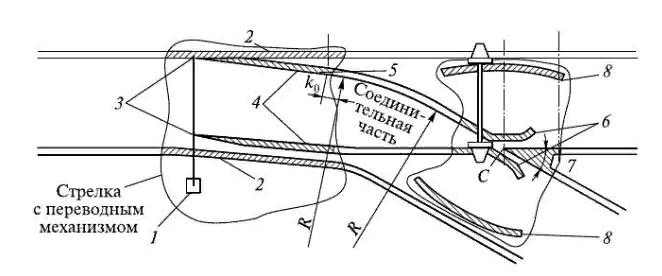 2
8
5
k₀
3
4
Соедини-
тельная
часть
6
C
7
2
Стрелка
с переводным
механизмом
1
R
R
8